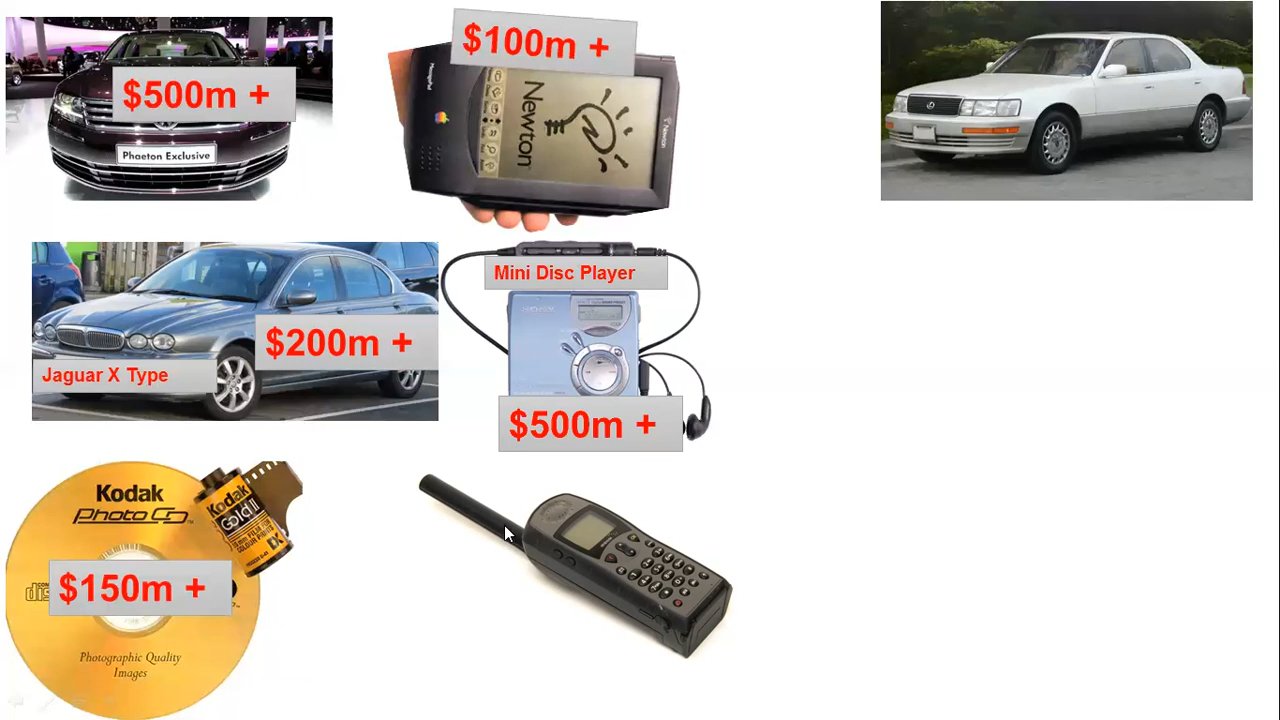 $500m +
Phaeton Exclusive
$100m +
Newton
$200m +
Jaguar X Type
Mini Disc Player
$500m +
Kodak
Photo CD
Kodak
Gold II
$150m +
Photographic Quality
Images